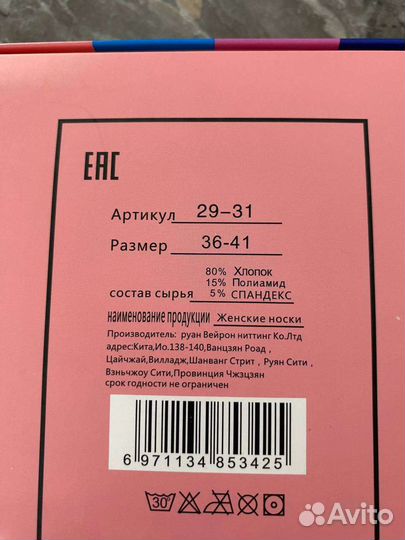 EAC
Артикул 29-31
Размер 36-41
80% Хлопок
15% Полиамид
состав сырья 5% СПАНДЕКС
наименование продукции Женские носки
Производитель: руан Вейрон ниттинг Ко.Лтд
адрес:Кита,Ио.138-140,Ванцзян Роад ,
Цайчжай,Вилладж,Шанванг Стрит , Руян Сити ,
Взньчжоу Сити,Провинция Чжэцзян
срок годности не ограничен
6 971134 853425
30°
Avito